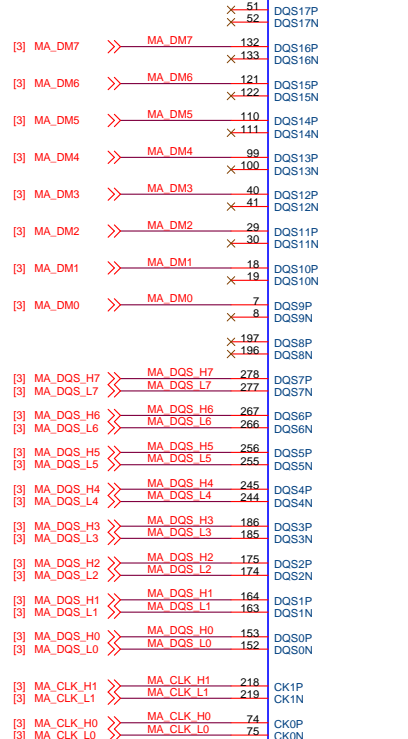 51 DQS17P
52 DQS17N
[3] MA_DM7 MA_DM7 132 DQS16P
133 DQS16N
[3] MA_DM6 MA_DM6 121 DQS15P
122 DQS15N
[3] MA_DM5 MA_DM5 110 DQS14P
111 DQS14N
[3] MA_DM4 MA_DM4 99 DQS13P
100 DQS13N
[3] MA_DM3 MA_DM3 40 DQS12P
41 DQS12N
[3] MA_DM2 MA_DM2 29 DQS11P
30 DQS11N
[3] MA_DM1 MA_DM1 18 DQS10P
19 DQS10N
[3] MA_DM0 MA_DM0 7 DQS9P
8 DQS9N
197 DQS8P
196 DQS8N
[3] MA_DQS_H7 MA_DQS_H7 278 DQS7P
[3] MA_DQS_L7 MA_DQS_L7 277 DQS7N
[3] MA_DQS_H6 MA_DQS_H6 267 DQS6P
[3] MA_DQS_L6 MA_DQS_L6 266 DQS6N
[3] MA_DQS_H5 MA_DQS_H5 256 DQS5P
[3] MA_DQS_L5 MA_DQS_L5 255 DQS5N
[3] MA_DQS_H4 MA_DQS_H4 245 DQS4P
[3] MA_DQS_L4 MA_DQS_L4 244 DQS4N
[3] MA_DQS_H3 MA_DQS_H3 186 DQS3P
[3] MA_DQS_L3 MA_DQS_L3 185 DQS3N
[3] MA_DQS_H2 MA_DQS_H2 175 DQS2P
[3] MA_DQS_L2 MA_DQS_L2 174 DQS2N
[3] MA_DQS_H1 MA_DQS_H1 164 DQS1P
[3] MA_DQS_L1 MA_DQS_L1 163 DQS1N
[3] MA_DQS_H0 MA_DQS_H0 153 DQS0P
[3] MA_DQS_L0 MA_DQS_L0 152 DQS0N
[3] MA_CLK_H1 MA_CLK_H1 218 CK1P
[3] MA_CLK_L1 MA_CLK_L1 219 CK1N
[3] MA_CLK_H0 MA_CLK_H0 74 CK0P
[3] MA_CLK_L0 MA_CLK_L0 75 CK0N